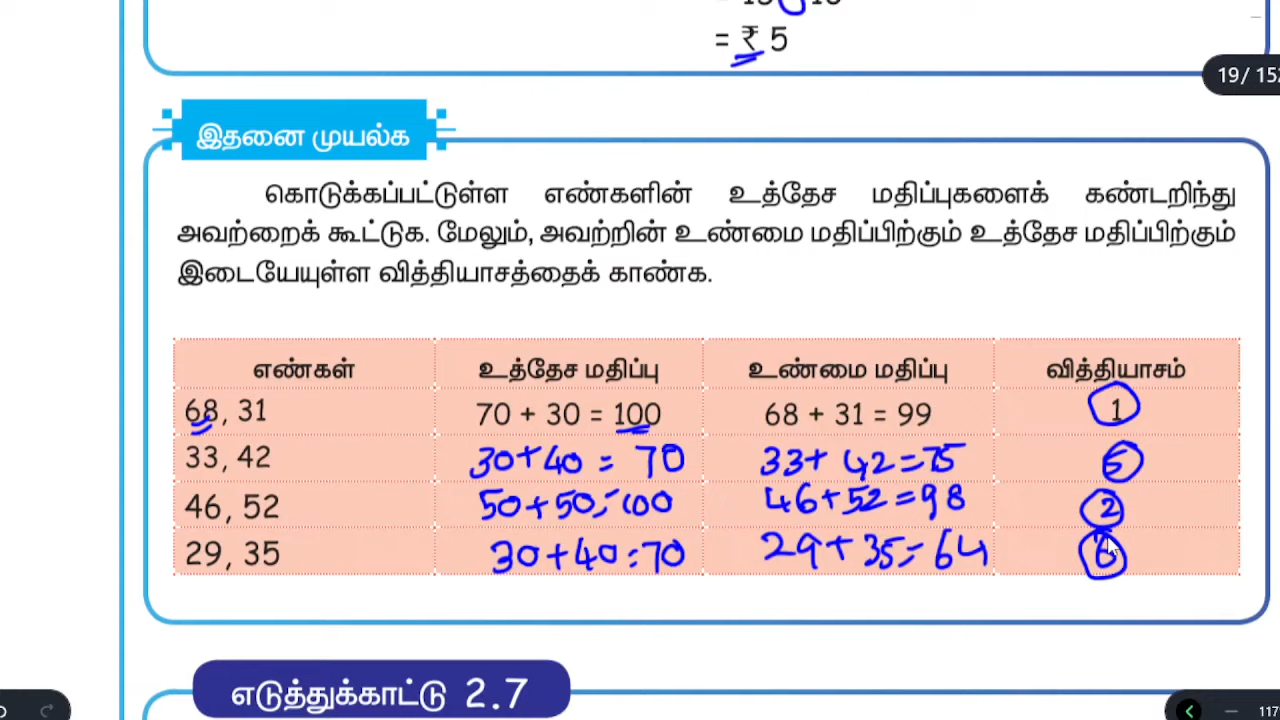 = ₹ 5
19/ 152
இதனை முயல்க
கொடுக்கப்பட்டுள்ள எண்களின் உத்தேச மதிப்புகளைக் கண்டறிந்து
அவற்றைக் கூட்டுக. மேலும், அவற்றின் உண்மை மதிப்பிற்கும் உத்தேச மதிப்பிற்கும்
இடையேயுள்ள வித்தியாசத்தைக் காண்க.
எண்கள் உத்தேச மதிப்பு உண்மை மதிப்பு வித்தியாசம்
68, 31 70 + 30 = 100 68 + 31 = 99 1
33, 42 30+40 = 70 33+ 42=75 5
46, 52 50+50=100 46+52=98 2
29, 35 30+40=70 29+35=64 6
எடுத்துக்காட்டு 2.7